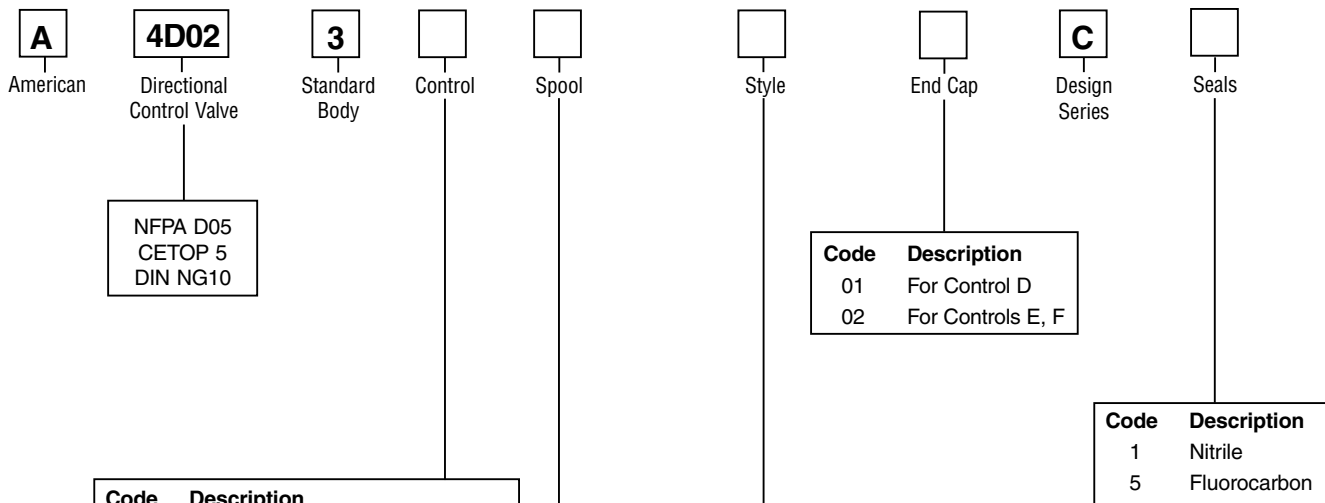 A 4D02 3 C
American Directional Standard Control Spool Style End Cap Design Seals
Control Valve Body Series
NFPA D05
CETOP 5
DIN NG10
Code Description
01 For Control D
02 For Controls E, F
Code Description
1 Nitrile
5 Fluorocarbon
Code Description